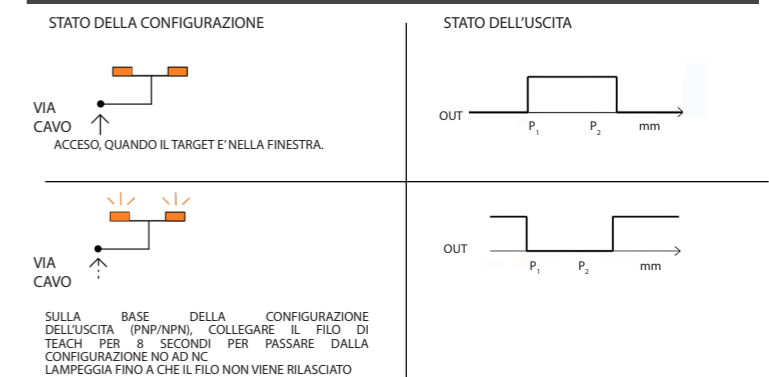 STATO DELLA CONFIGURAZIONE
STATO DELL'USCITA
VIA
CAVO
ACCESO, QUANDO IL TARGET E' NELLA FINESTRA.
OUT
P1
P2
mm
VIA
CAVO
SULLA BASE DELLA CONFIGURAZIONE
DELL'USCITA (PNP/NPN), COLLEGARE IL FILO DI
TEACH PER 8 SECONDI PER PASSARE DALLA
CONFIGURAZIONE NO AD NC
LAMPEGGIA FINO A CHE IL FILO NON VIENE RILASCIATO
OUT
P1
P2
mm